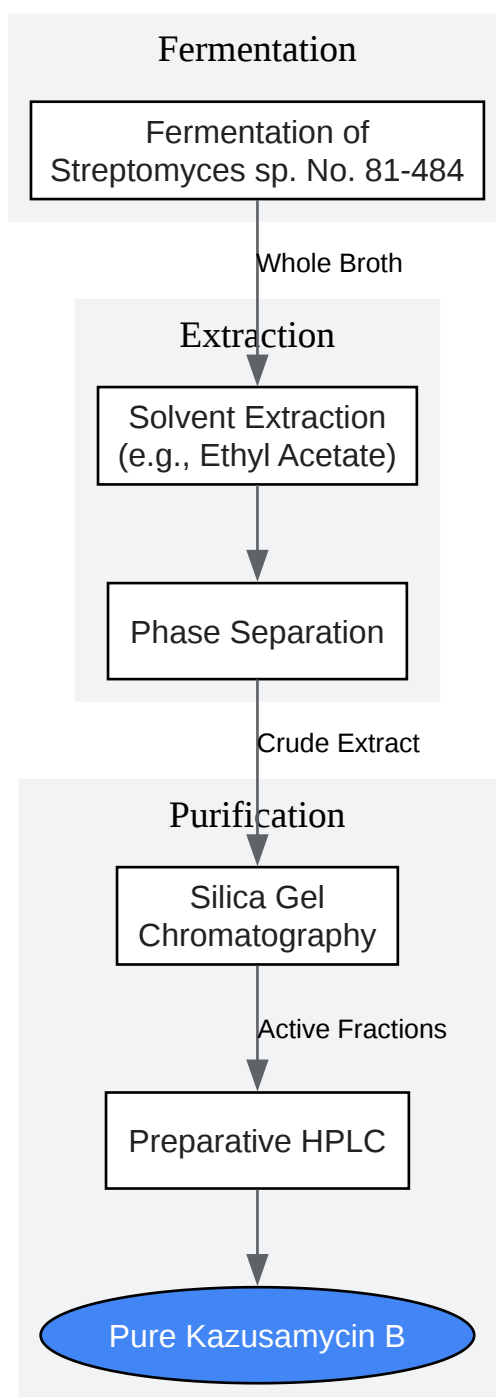 Fermentation
Fermentation of
Streptomyces sp. No. 81-484
Whole Broth
Extraction
Solvent Extraction
(e.g., Ethyl Acetate)
Phase Separation
Crude Extract
Purification
Silica Gel
Chromatography
Active Fractions
Preparative HPLC
Pure Kazusamycin B